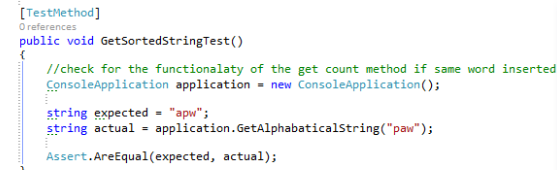 [TestMethod]
0 references
public void GetSortedStringTest()
{
//check for the functionalaty of the get count method if same word inserted
ConsoleApplication application = new ConsoleApplication();
string expected = "apw";
string actual = application.GetAlphabaticalString("paw");
Assert.AreEqual(expected, actual);
}